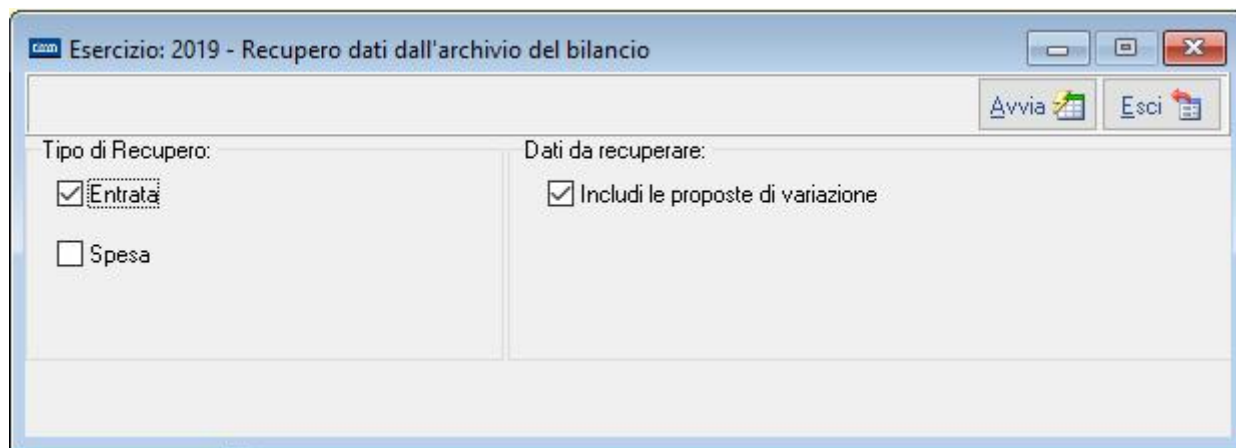 Esercizio: 2019 - Recupero dati dall'archivio del bilancio
Avvia Esci
Tipo di Recupero: Dati da recuperare:
Entrata Includi le proposte di variazione
Spesa